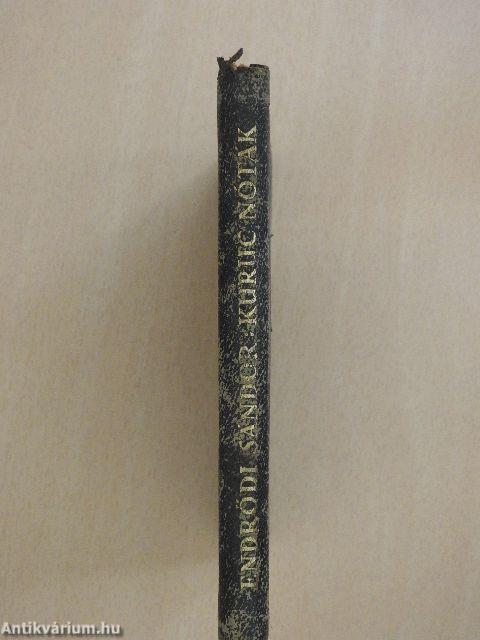 ENDRŐDI SÁNDOR: KURUC NÓTÁK
Antikvárium.hu